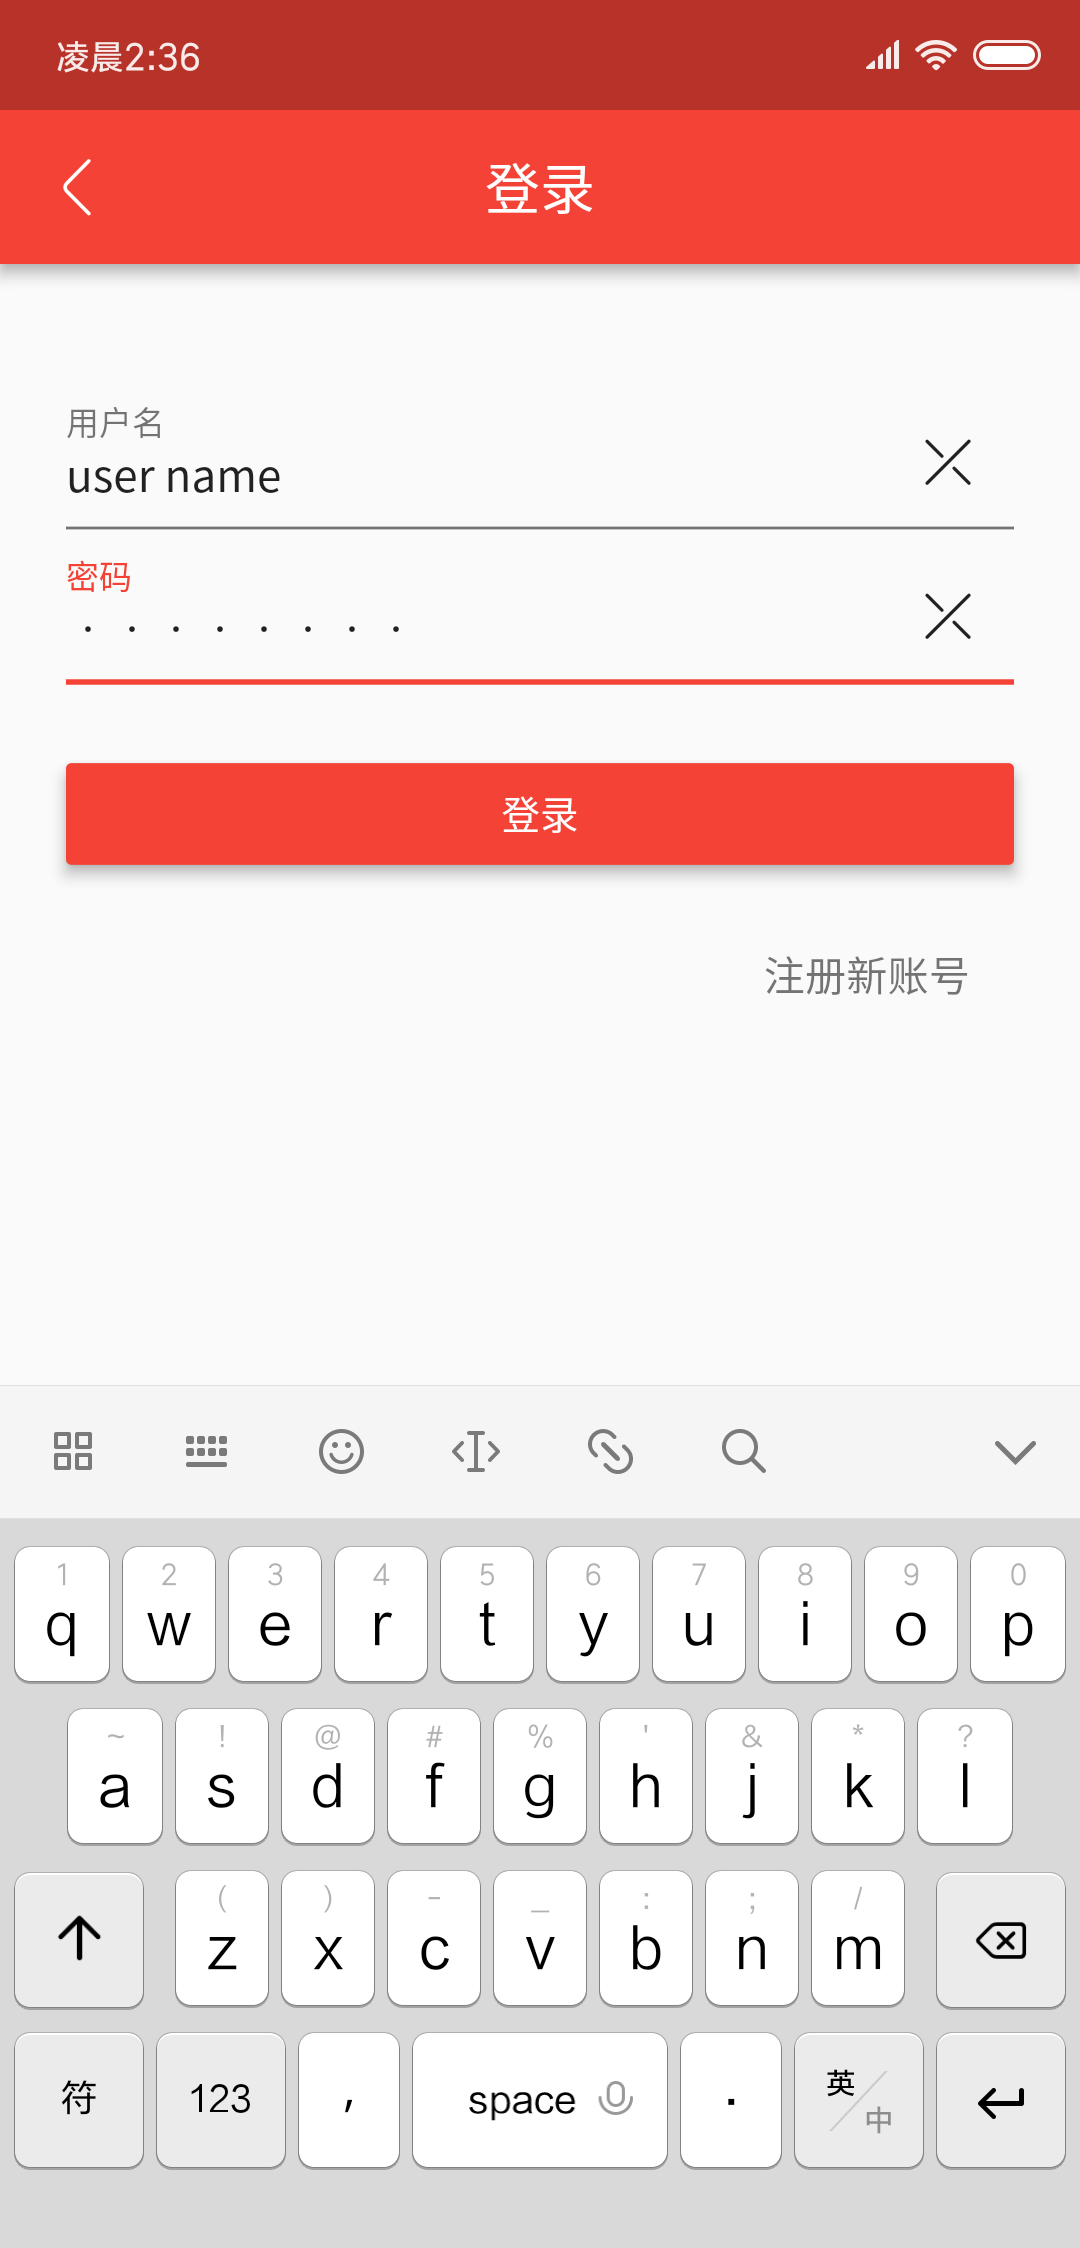 凌晨2:36
登录
用户名
user name
密码
• • • • • • • •
登录
注册新账号
1 2 3 4 5 6 7 8 9 0
q w e r t y u i o p
~ ! @ # % ' & * ?
a s d f g h j k l
( ) - _ : ; /
z x c v b n m
符 123 , space . 英/中